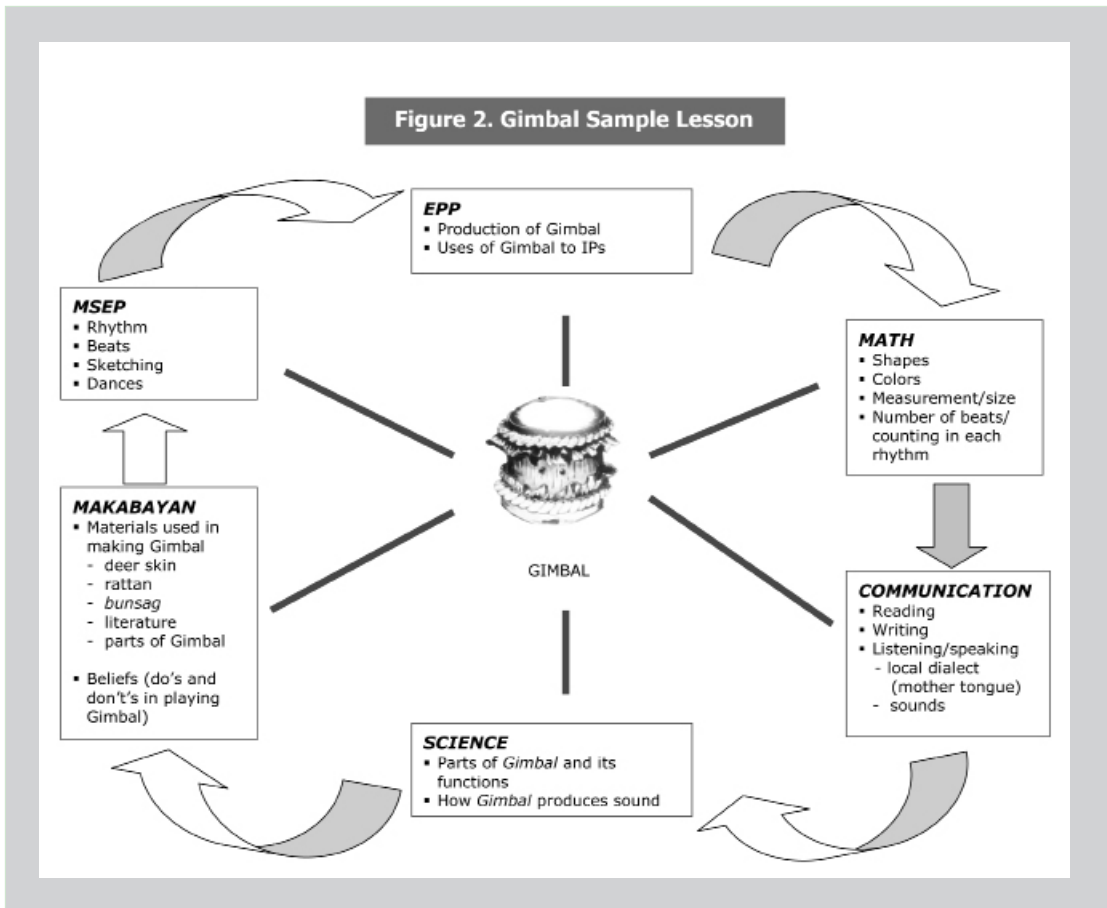 Figure 2. Gimbal Sample Lesson
EPP
▪ Production of Gimbal
▪ Uses of Gimbal to IPs
MATH
▪ Shapes
▪ Colors
▪ Measurement/size
▪ Number of beats/
counting in each
rhythm
COMMUNICATION
▪ Reading
▪ Writing
▪ Listening/speaking
- local dialect
(mother tongue)
- sounds
SCIENCE
▪ Parts of Gimbal and its
functions
▪ How Gimbal produces sound
MAKABAYAN
▪ Materials used in
making Gimbal
- deer skin
- rattan
- bunsag
- literature
- parts of Gimbal
▪ Beliefs (do's and
don't's in playing
Gimbal)
MSEP
▪ Rhythm
▪ Beats
▪ Sketching
▪ Dances
GIMBAL